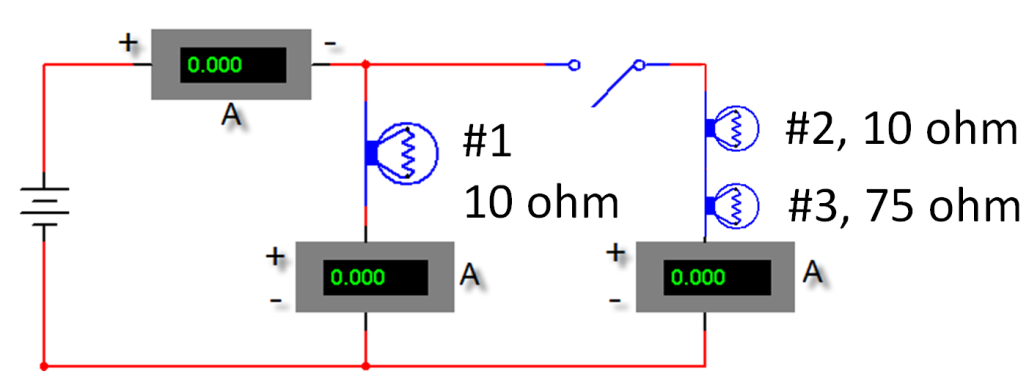 + 0.000 -
A
#1
10 ohm
#2, 10 ohm
#3, 75 ohm
+ 0.000 A
-
+ 0.000 A
-